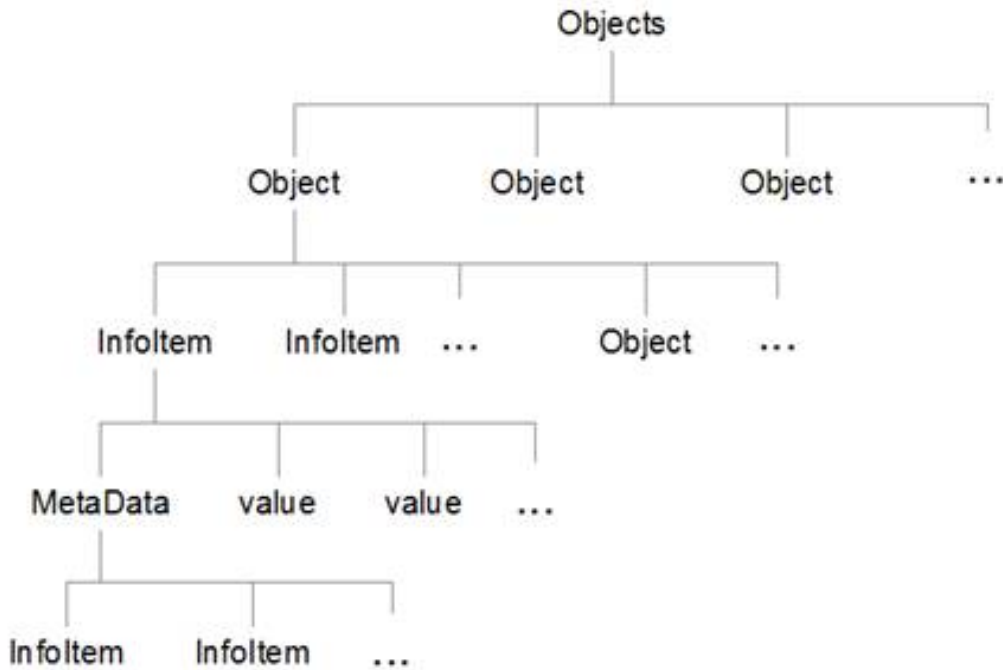 Objects
Object Object Object ...
InfoItem InfoItem ... Object ...
MetaData value value ...
InfoItem InfoItem ...